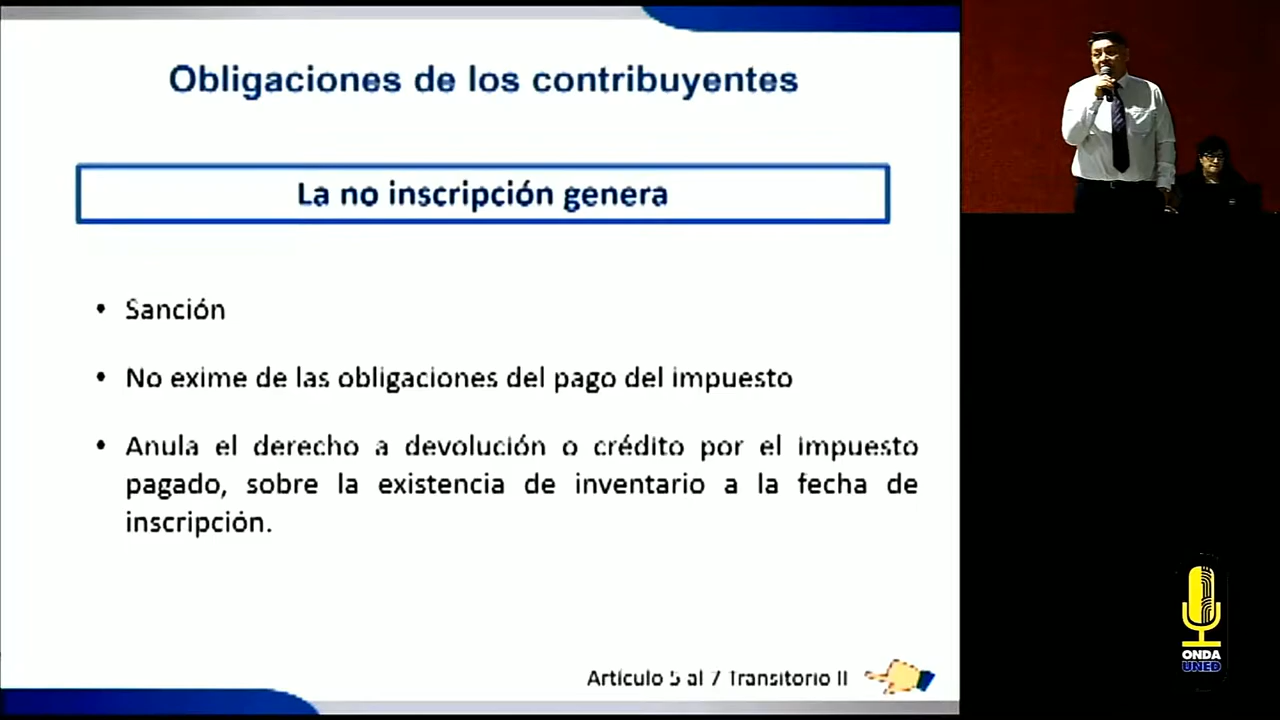 Obligaciones de los contribuyentes
La no inscripción genera
• Sanción
• No exime de las obligaciones del pago del impuesto
• Anula el derecho a devolución o crédito por el impuesto
pagado, sobre la existencia de inventario a la fecha de
inscripción.
Artículo 5 al 7 Transitorio II
ONDA
UNED